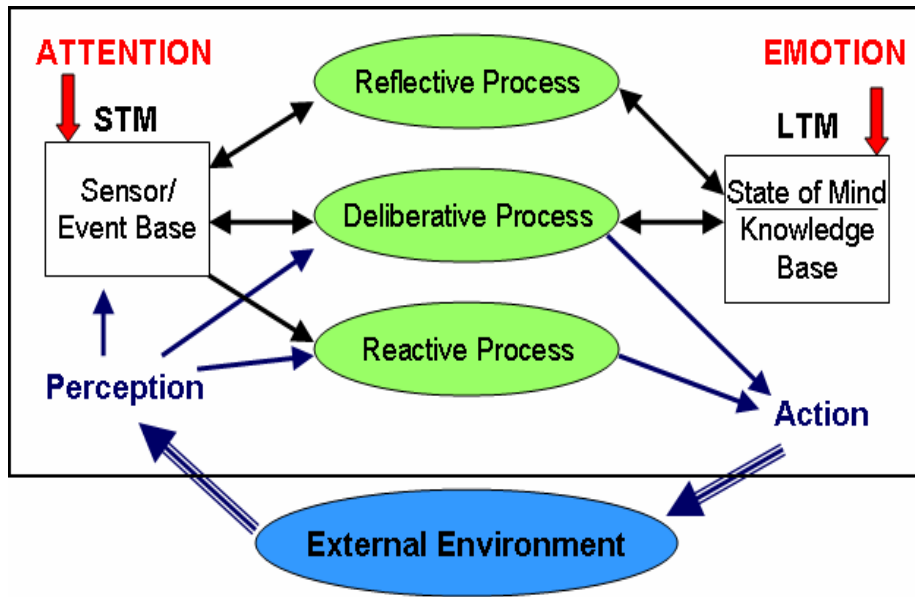 ATTENTION
EMOTION
Reflective Process
STM
LTM
Sensor/
Event Base
Deliberative Process
State of Mind
Knowledge
Base
Reactive Process
Perception
Action
External Environment